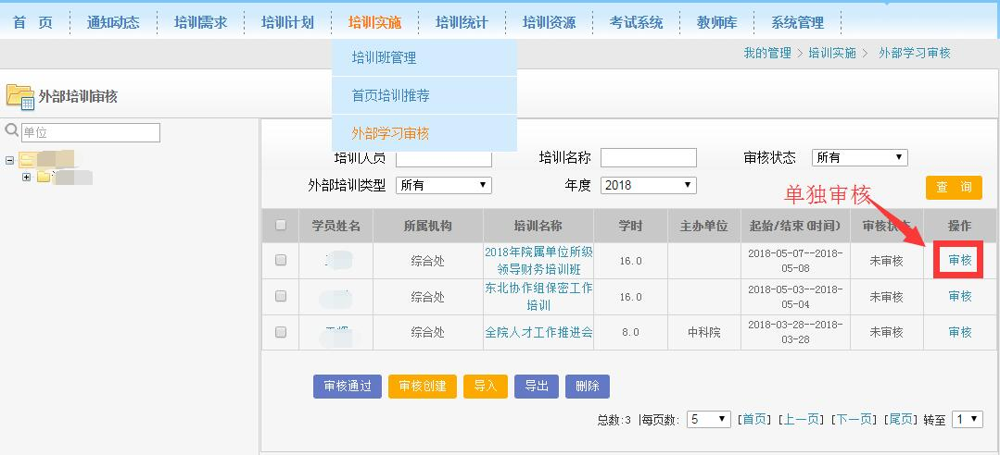 首 页 通知动态 培训需求 培训计划 培训实施 培训统计 培训资源 考试系统 教师库 系统管理
培训班管理
首页培训推荐
外部学习审核
我的管理 > 培训实施 > 外部学习审核
外部培训审核
单位
培训人员 培训名称 审核状态 所有
外部培训类型 所有 年度 2018
查 询
单独审核
学员姓名 所属机构 培训名称 学时 主办单位 起始/结束(时间) 审核状态 操作
综合处 2018年院属单位所级 16.0 2018-05-07--2018- 未审核 审核
领导财务培训班 05-08
综合处 东北协作组保密工作 16.0 2018-05-03--2018- 未审核 审核
培训 05-04
综合处 全院人才工作推进会 8.0 中科院 2018-03-28--2018- 未审核 审核
03-28
审核通过 审核创建 导入 导出 删除
总数:3 |每页数: 5 [首页] [上一页] [下一页] [尾页] 转至 1